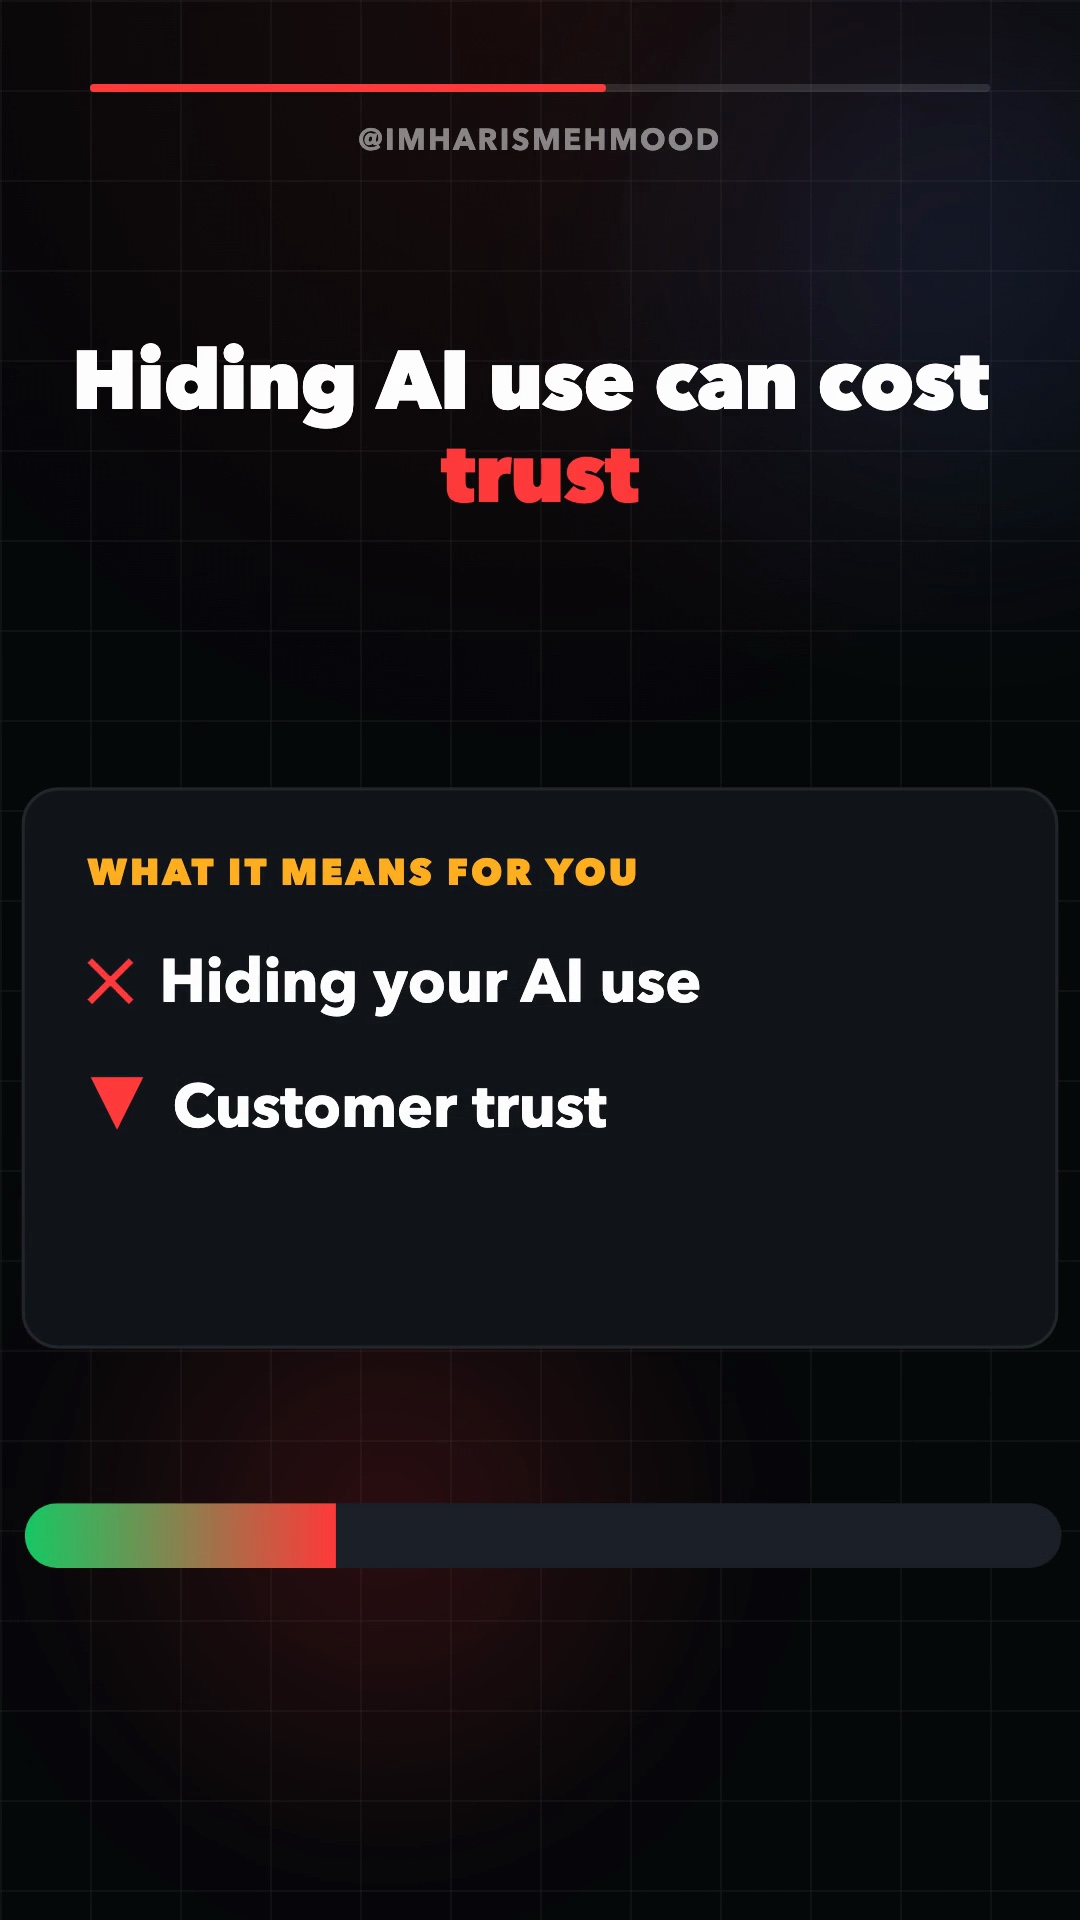 @IMHARISMEHMOOD
Hiding AI use can cost
trust
WHAT IT MEANS FOR YOU
Hiding your AI use
Customer trust